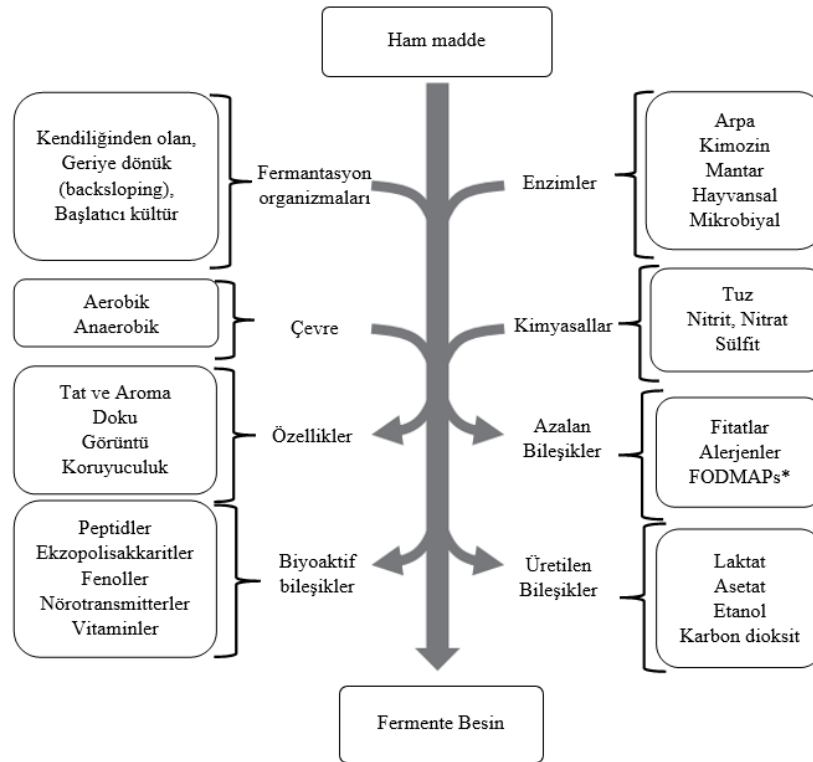 Ham madde
Kendiliğinden olan,
Geriye dönük
(backsloping),
Başlatıcı kültür
Fermantasyon
organizmaları
Enzimler
Arpa
Kimozin
Mantar
Hayvansal
Mikrobiyal
Aerobik
Anaerobik
Çevre
Kimyasallar
Tuz
Nitrit, Nitrat
Sülfit
Tat ve Aroma
Doku
Görüntü
Koruyuculuk
Özellikler
Azalan
Bileşikler
Fitatlar
Alerjenler
FODMAPs*
Peptidler
Ekzopolisakkaritler
Fenoller
Nörotransmitterler
Vitaminler
Biyoaktif
bileşikler
Üretilen
Bileşikler
Laktat
Asetat
Etanol
Karbon dioksit
Fermente Besin